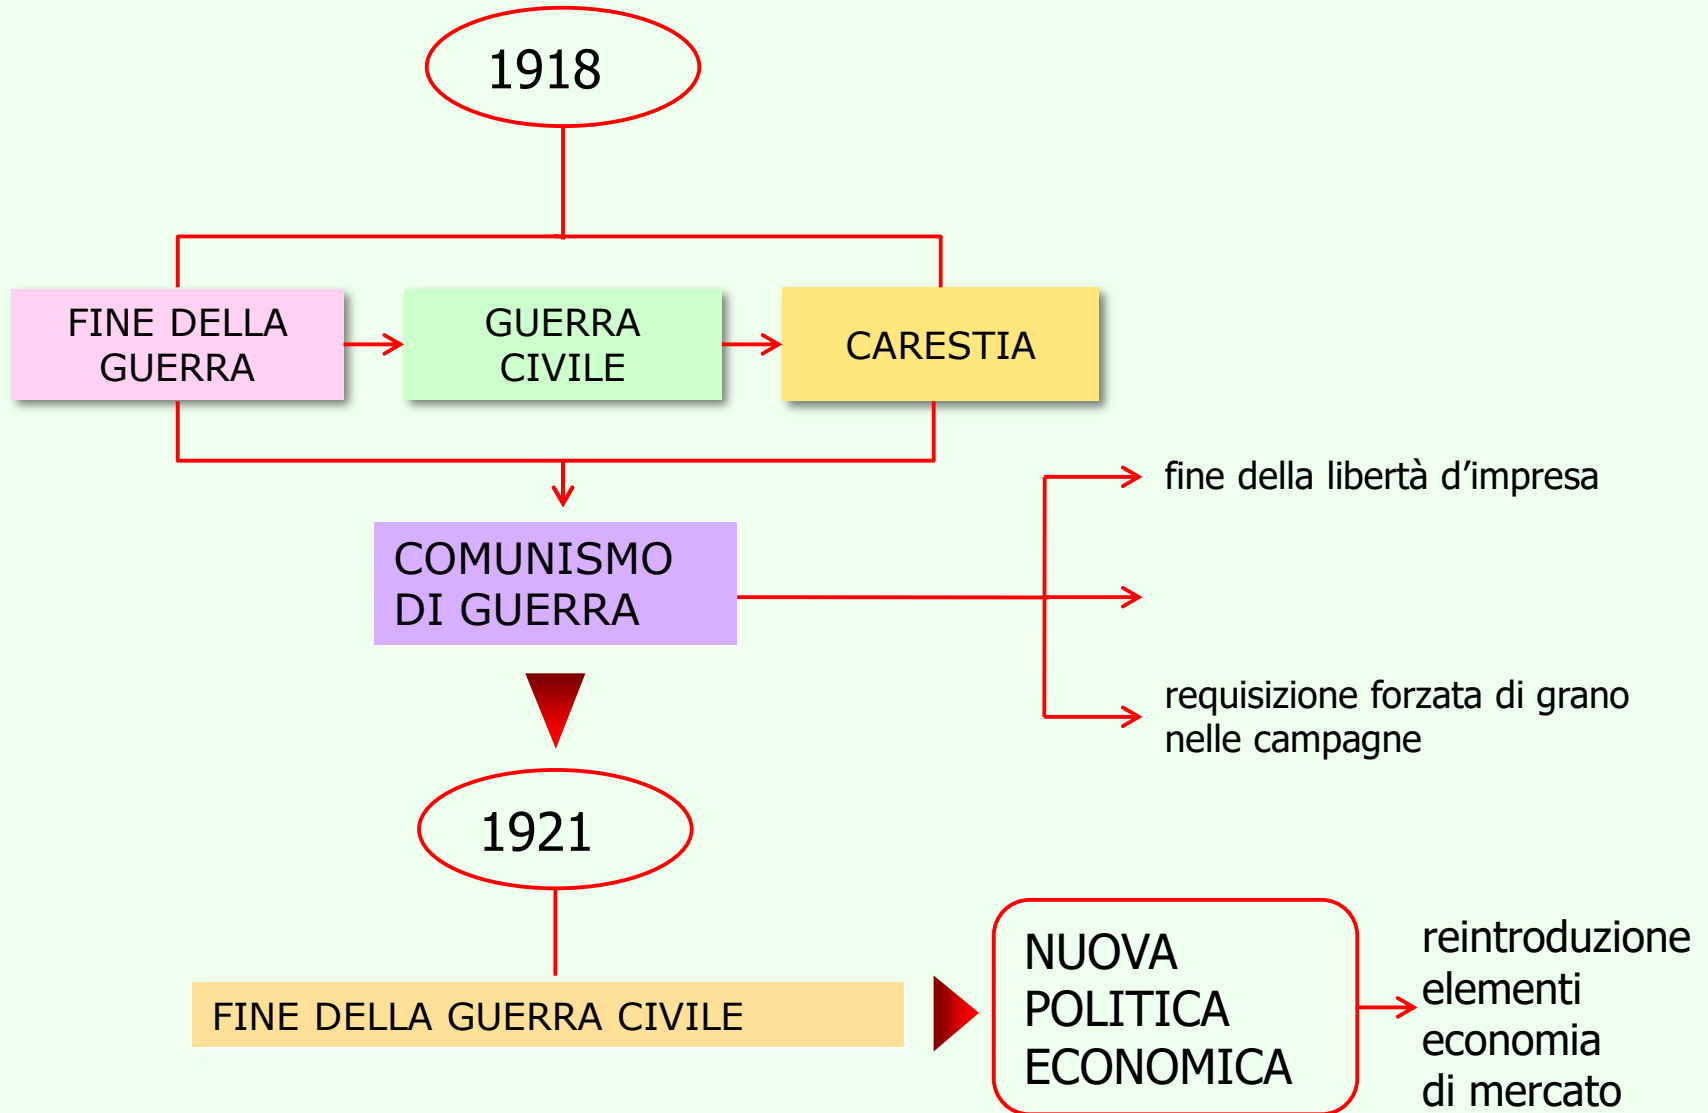 1918
FINE DELLA
GUERRA
GUERRA
CIVILE
CARESTIA
fine della libertà d’impresa
COMUNISMO
DI GUERRA
requisizione forzata di grano
nelle campagne
1921
FINE DELLA GUERRA CIVILE
NUOVA
POLITICA
ECONOMICA
reintroduzione
elementi
economia
di mercato